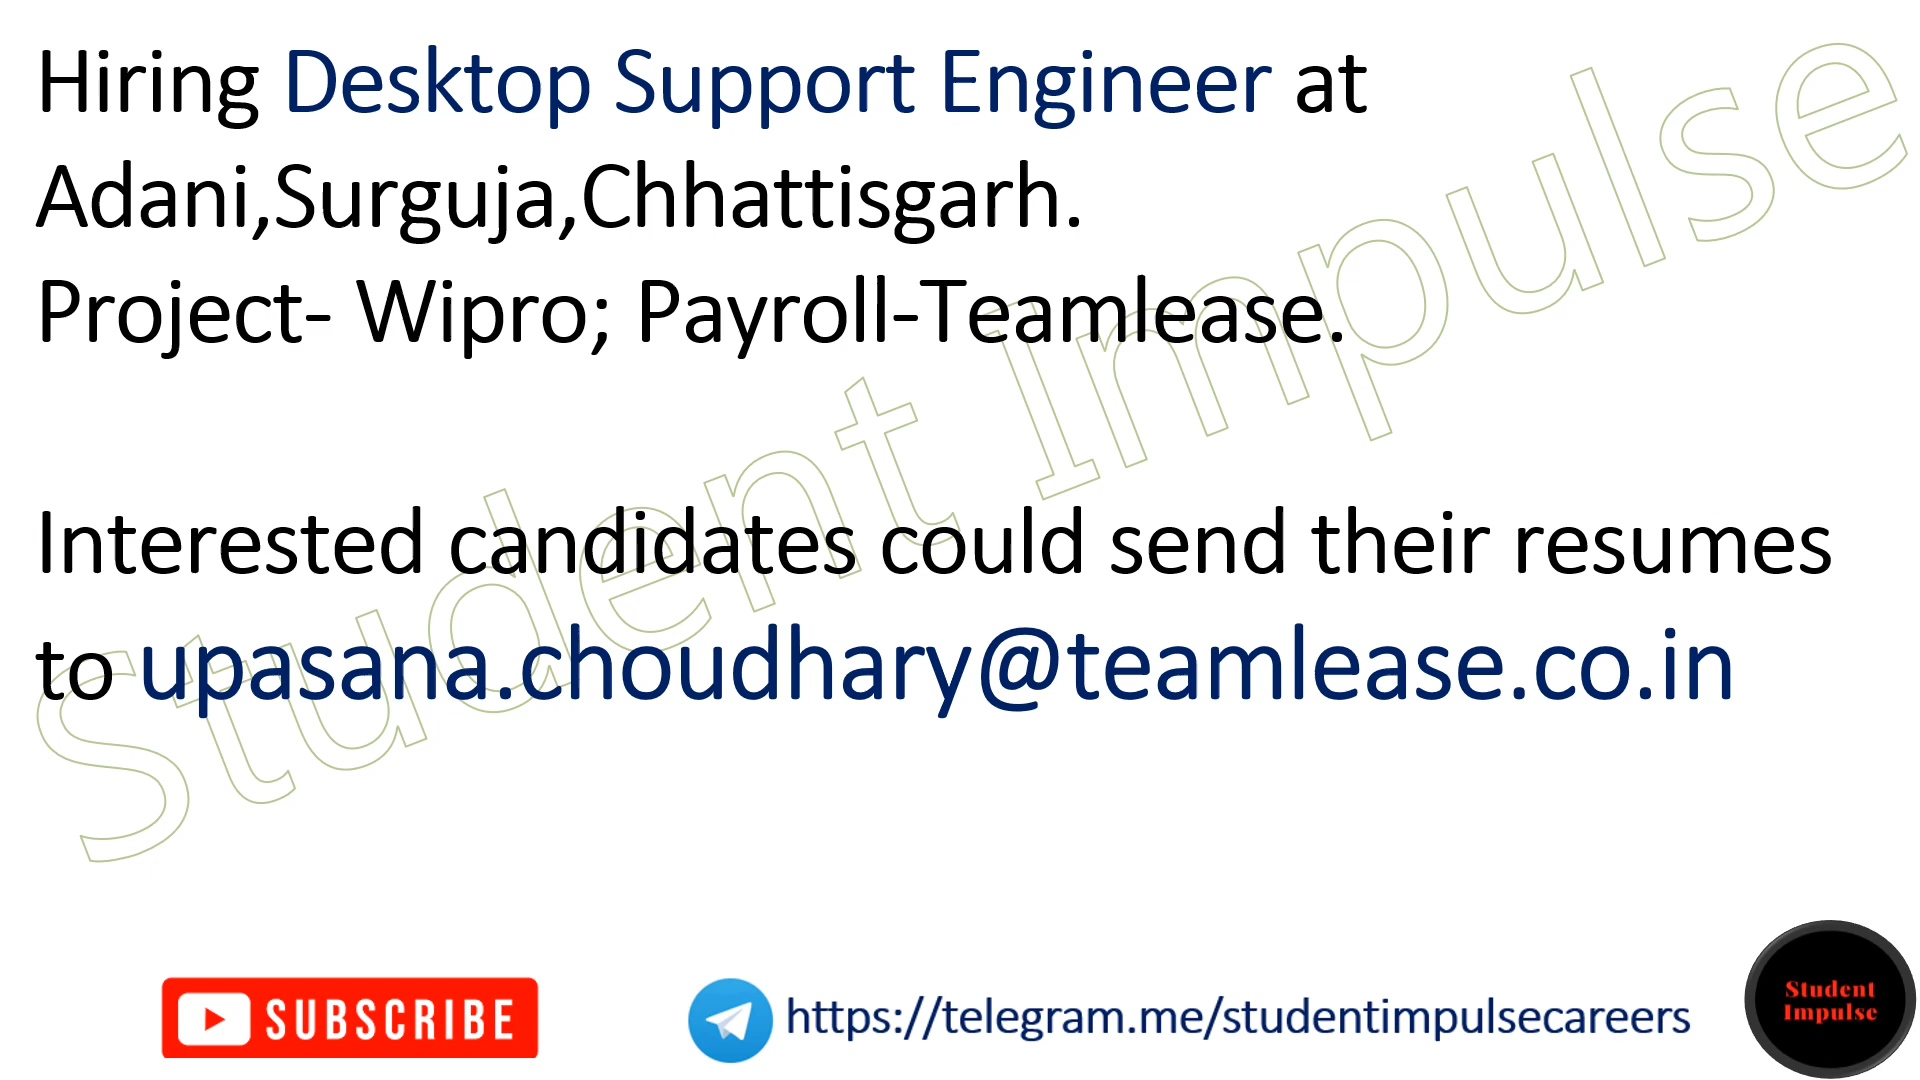 Hiring Desktop Support Engineer at
Adani,Surguja,Chhattisgarh.
Project- Wipro; Payroll-Teamlease.
Interested candidates could send their resumes
to upasana.choudhary@teamlease.co.in
Student Impulse
SUBSCRIBE
https://telegram.me/studentimpulsecareers
Student
Impulse